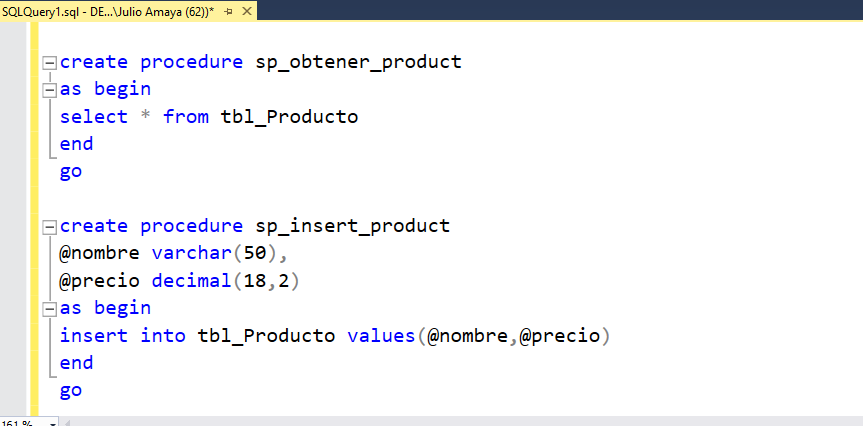 SQLQuery1.sql - DE...\Julio Amaya (62))*
create procedure sp_obtener_product
as begin
select * from tbl_Producto
end
go
create procedure sp_insert_product
@nombre varchar(50),
@precio decimal(18,2)
as begin
insert into tbl_Producto values(@nombre,@precio)
end
go
161 %